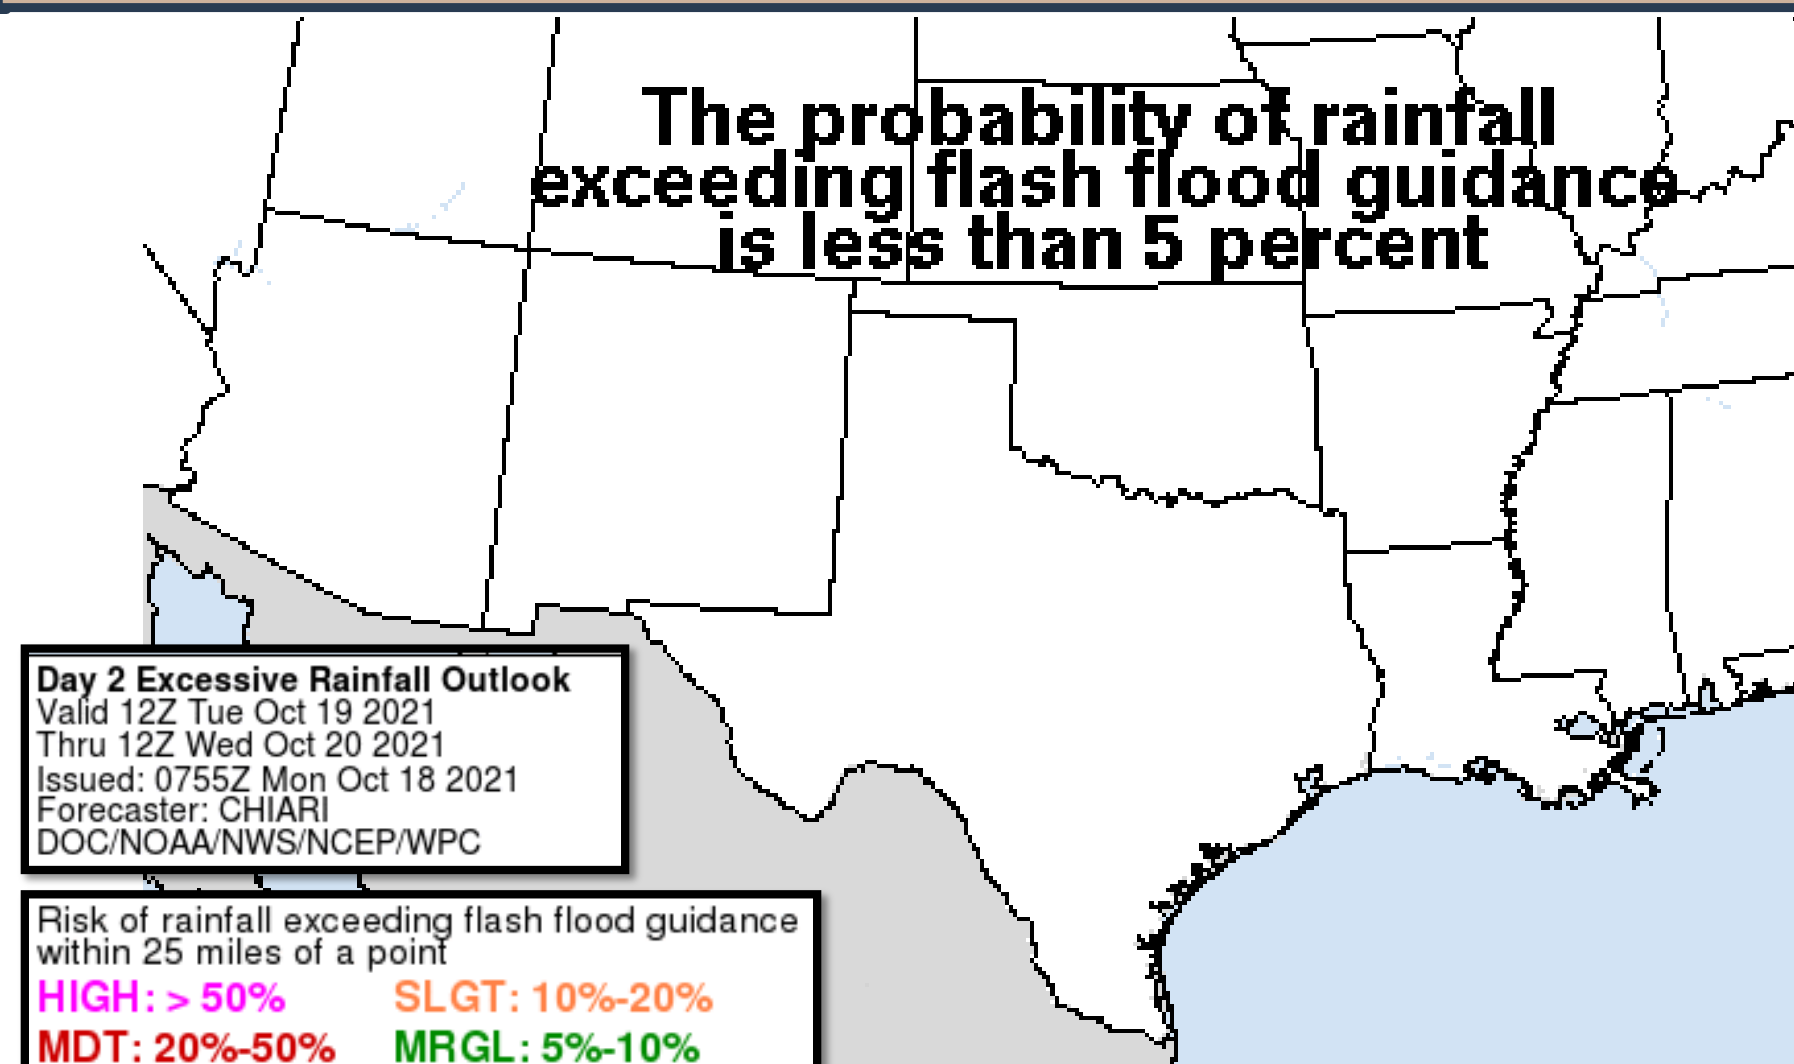 The probability of rainfall
exceeding flash flood guidance
is less than 5 percent
Day 2 Excessive Rainfall Outlook
Valid 12Z Tue Oct 19 2021
Thru 12Z Wed Oct 20 2021
Issued: 0755Z Mon Oct 18 2021
Forecaster: CHIARI
DOC/NOAA/NWS/NCEP/WPC
Risk of rainfall exceeding flash flood guidance
within 25 miles of a point
HIGH: > 50% SLGT: 10%-20%
MDT: 20%-50% MRGL: 5%-10%